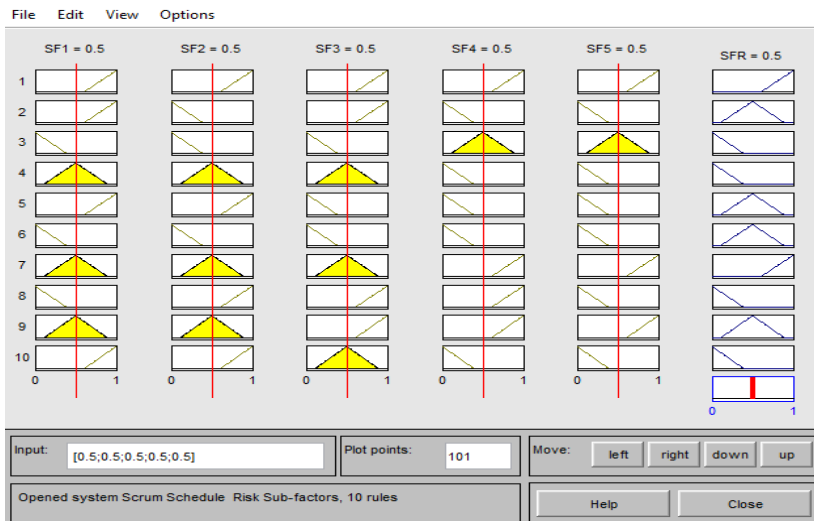 File Edit View Options
SF1 = 0.5 SF2 = 0.5 SF3 = 0.5 SF4 = 0.5 SF5 = 0.5 SFR = 0.5
1
2
3
4
5
6
7
8
9
10
0 1 0 1 0 1 0 1 0 1
0 1
Input: [0.5;0.5;0.5;0.5;0.5] Plot points: 101 Move: left right down up
Opened system Scrum Schedule Risk Sub-factors, 10 rules Help Close